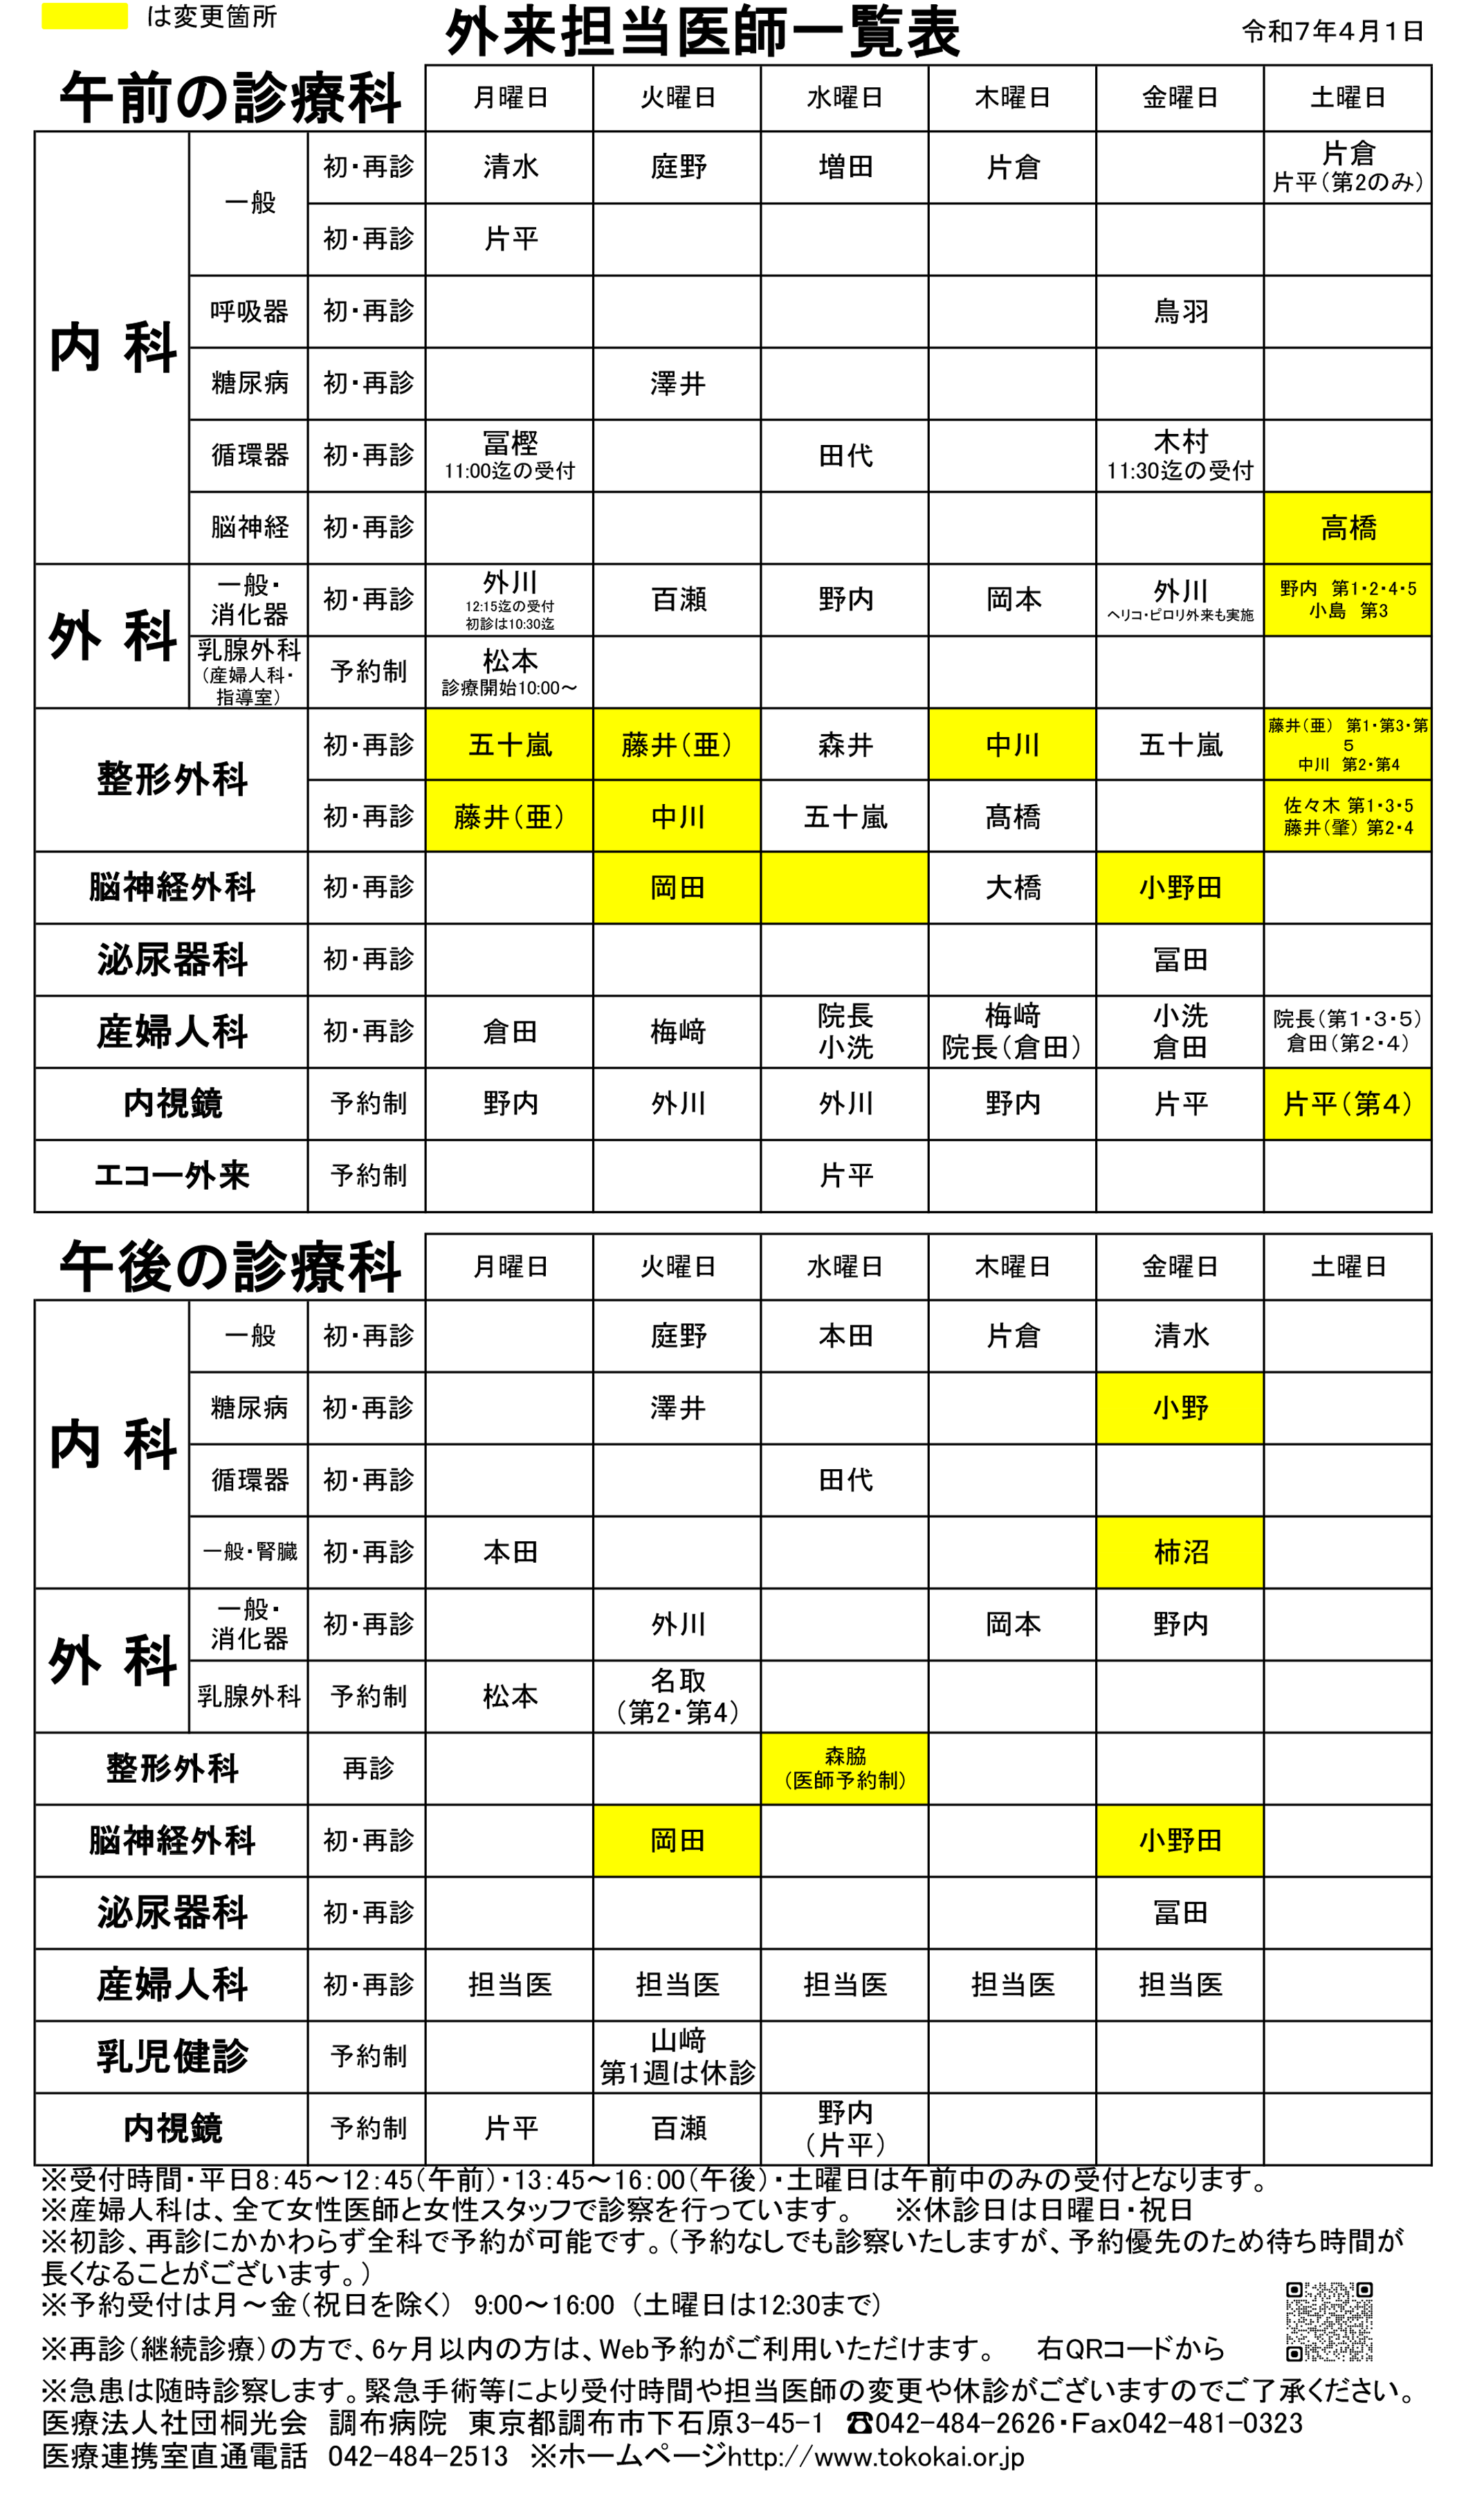 は変更箇所
外来担当医師一覧表
令和7年4月1日
午前の診療科 月曜日 火曜日 水曜日 木曜日 金曜日 土曜日
内 科
一般 初・再診 清水 庭野 増田 片倉 片倉
片平（第2のみ）
初・再診 片平
呼吸器 初・再診 鳥羽
糖尿病 初・再診 澤井
循環器 初・再診 冨樫 田代 木村
11:00迄の受付 11:30迄の受付
脳神経 初・再診 高橋
外 科
一般・
消化器 初・再診 外川 百瀬 野内 岡本 外川 野内 第1・2・4・5
12:15迄の受付 ヘリコ・ピロリ外来も実施 小島 第3
初診は10:30迄
乳腺外科
（産婦人科・
指導室） 予約制 松本
診療開始10:00～
整形外科 初・再診 五十嵐 藤井（亜） 森井 中川 五十嵐 藤井（亜） 第1・第3・第
5
中川 第2・第4
初・再診 藤井（亜） 中川 五十嵐 髙橋 佐々木 第1・3・5
藤井（肇） 第2・4
脳神経外科 初・再診 岡田 大橋 小野田
泌尿器科 初・再診 冨田
産婦人科 初・再診 倉田 梅﨑 院長 梅﨑 小洗 院長（第1・3・5）
小洗 院長（倉田） 倉田 倉田（第2・4）
内視鏡 予約制 野内 外川 外川 野内 片平 片平（第4）
エコー外来 予約制 片平
午後の診療科 月曜日 火曜日 水曜日 木曜日 金曜日 土曜日
内 科
一般 初・再診 庭野 本田 片倉 清水
糖尿病 初・再診 澤井 小野
循環器 初・再診 田代
一般・腎臓 初・再診 本田 柿沼
外 科
一般・
消化器 初・再診 外川 岡本 野内
乳腺外科 予約制 松本 名取
（第2・第4）
整形外科 再診 森脇
（医師予約制）
脳神経外科 初・再診 岡田 小野田
泌尿器科 初・再診 冨田
産婦人科 初・再診 担当医 担当医 担当医 担当医 担当医
乳児健診 予約制 山﨑
第1週は休診
内視鏡 予約制 片平 百瀬 野内
（片平）
※受付時間・平日8:45～12:45（午前）・13:45～16:00（午後）・土曜日は午前中のみの受付となります。
※産婦人科は、全て女性医師と女性スタッフで診察を行っています。 ※休診日は日曜日・祝日
※初診、再診にかかわらず全科で予約が可能です。（予約なしでも診察いたしますが、予約優先のため待ち時間が
長くなることがございます。）
※予約受付は月～金（祝日を除く） 9:00～16:00 （土曜日は12:30まで）
※再診（継続診療）の方で、6ヶ月以内の方は、Web予約がご利用いただけます。 右QRコードから
※急患は随時診察します。緊急手術等により受付時間や担当医師の変更や休診がございますのでご了承ください。
医療法人社団桐光会 調布病院 東京都調布市下石原3-45-1 ☎042-484-2626・Fax042-481-0323
医療連携室直通電話 042-484-2513 ※ホームページhttp://www.tokokai.or.jp